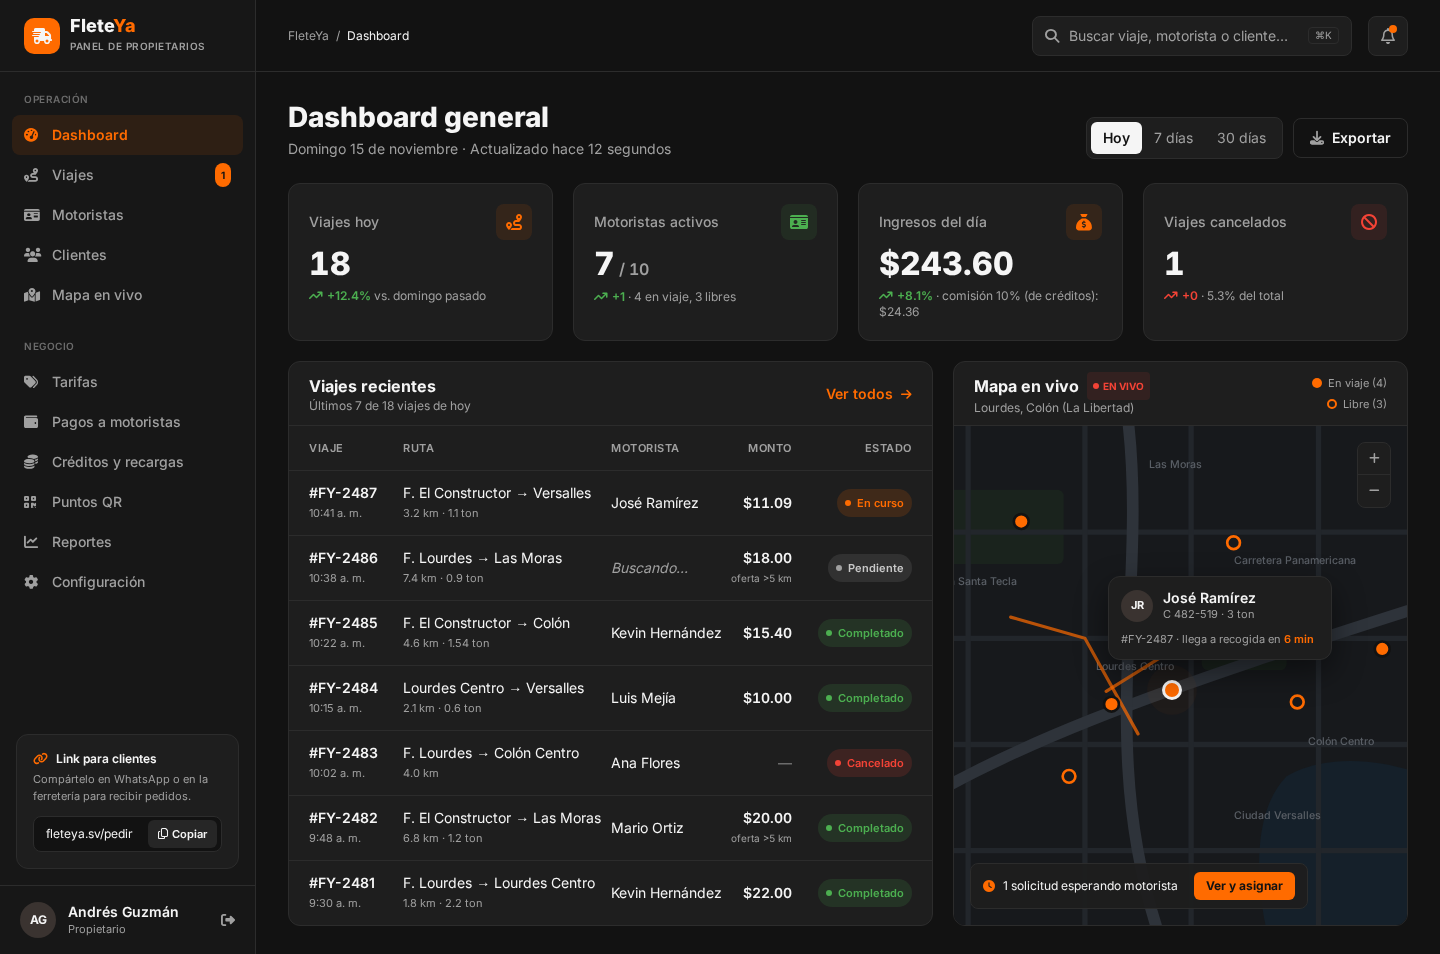 FleteYa
PANEL DE PROPIETARIOS
OPERACIÓN
Dashboard
Viajes
1
Motoristas
Clientes
Mapa en vivo
NEGOCIO
Tarifas
Pagos a motoristas
Créditos y recargas
Puntos QR
Reportes
Configuración
Link para clientes
Compártelo en WhatsApp o en la
ferretería para recibir pedidos.
fleteya.sv/pedir
Copiar
AG
Andrés Guzmán
Propietario
FleteYa / Dashboard
Buscar viaje, motorista o cliente...
⌘K
Dashboard general
Domingo 15 de noviembre · Actualizado hace 12 segundos
Hoy
7 días
30 días
Exportar
Viajes hoy
18
+12.4% vs. domingo pasado
Motoristas activos
7 / 10
+1 · 4 en viaje, 3 libres
Ingresos del día
$243.60
+8.1% · comisión 10% (de créditos):
$24.36
Viajes cancelados
1
+0 · 5.3% del total
Viajes recientes
Últimos 7 de 18 viajes de hoy
Ver todos →
VIAJE RUTA MOTORISTA MONTO ESTADO
#FY-2487 F. El Constructor → Versalles José Ramírez $11.09 En curso
10:41 a. m. 3.2 km · 1.1 ton
#FY-2486 F. Lourdes → Las Moras Buscando... $18.00 Pendiente
10:38 a. m. 7.4 km · 0.9 ton oferta >5 km
#FY-2485 F. El Constructor → Colón Kevin Hernández $15.40 Completado
10:22 a. m. 4.6 km · 1.54 ton
#FY-2484 Lourdes Centro → Versalles Luis Mejía $10.00 Completado
10:15 a. m. 2.1 km · 0.6 ton
#FY-2483 F. Lourdes → Colón Centro Ana Flores — Cancelado
10:02 a. m. 4.0 km
#FY-2482 F. El Constructor → Las Moras Mario Ortiz $20.00 Completado
9:48 a. m. 6.8 km · 1.2 ton oferta >5 km
#FY-2481 F. Lourdes → Lourdes Centro Kevin Hernández $22.00 Completado
9:30 a. m. 1.8 km · 2.2 ton
Mapa en vivo
EN VIVO
Lourdes, Colón (La Libertad)
En viaje (4)
Libre (3)
Las Moras
+
−
Carretera Panamericana
Santa Tecla
JR
José Ramírez
C 482-519 · 3 ton
#FY-2487 · llega a recogida en 6 min
Lourdes Centro
Colón Centro
Ciudad Versalles
1 solicitud esperando motorista
Ver y asignar